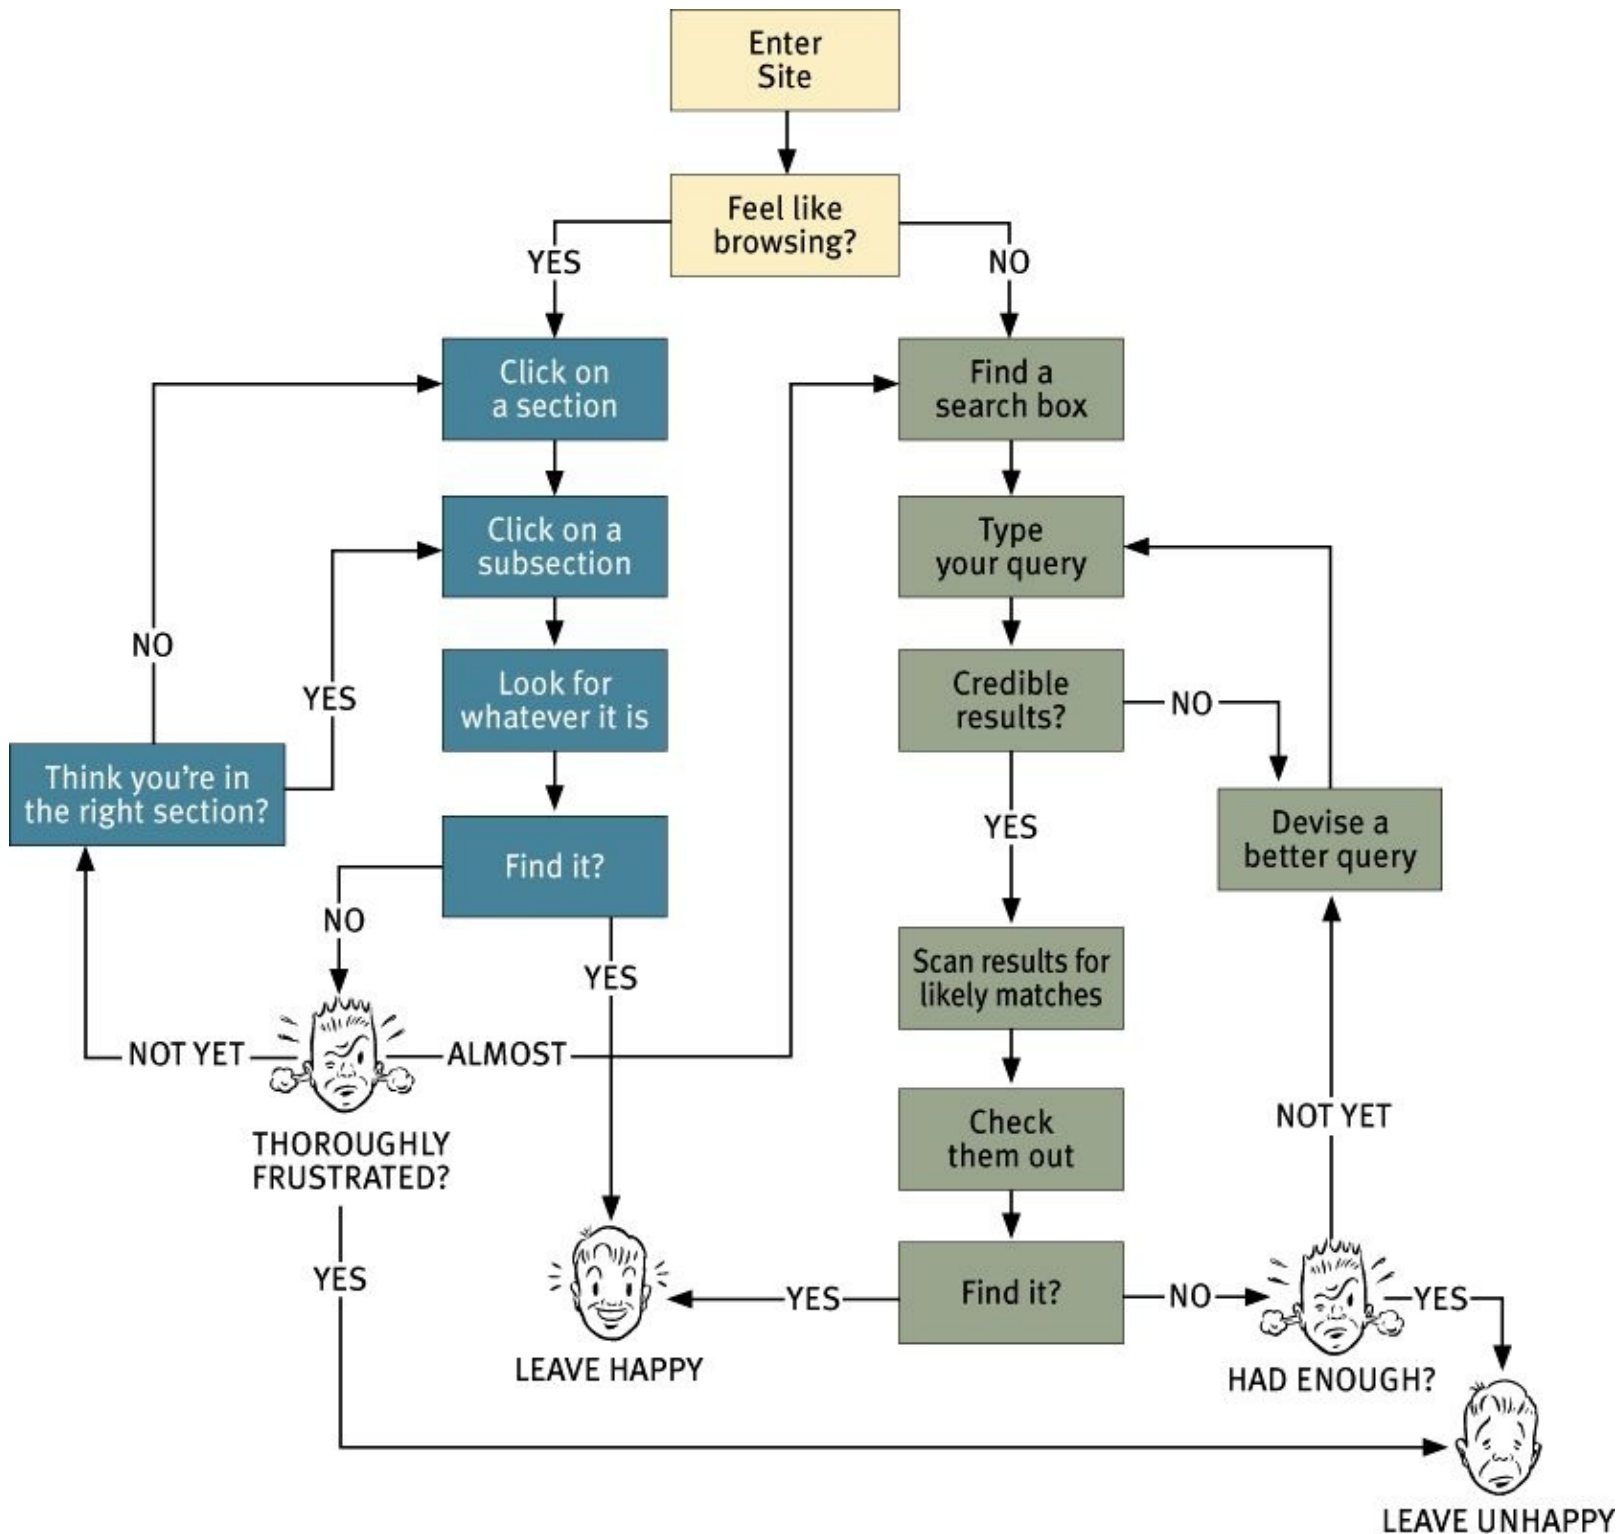 Enter
Site
Feel like
browsing?
YES
NO
Click on
a section
Find a
search box
Click on a
subsection
Type
your query
NO
YES
Look for
whatever it is
Credible
results?
NO
Think you're in
the right section?
YES
Devise a
better query
Find it?
NO
YES
Scan results for
likely matches
NOT YET
ALMOST
THOROUGHLY
FRUSTRATED?
Check
them out
NOT YET
YES
LEAVE HAPPY
YES
Find it?
NO
YES
HAD ENOUGH?
LEAVE UNHAPPY